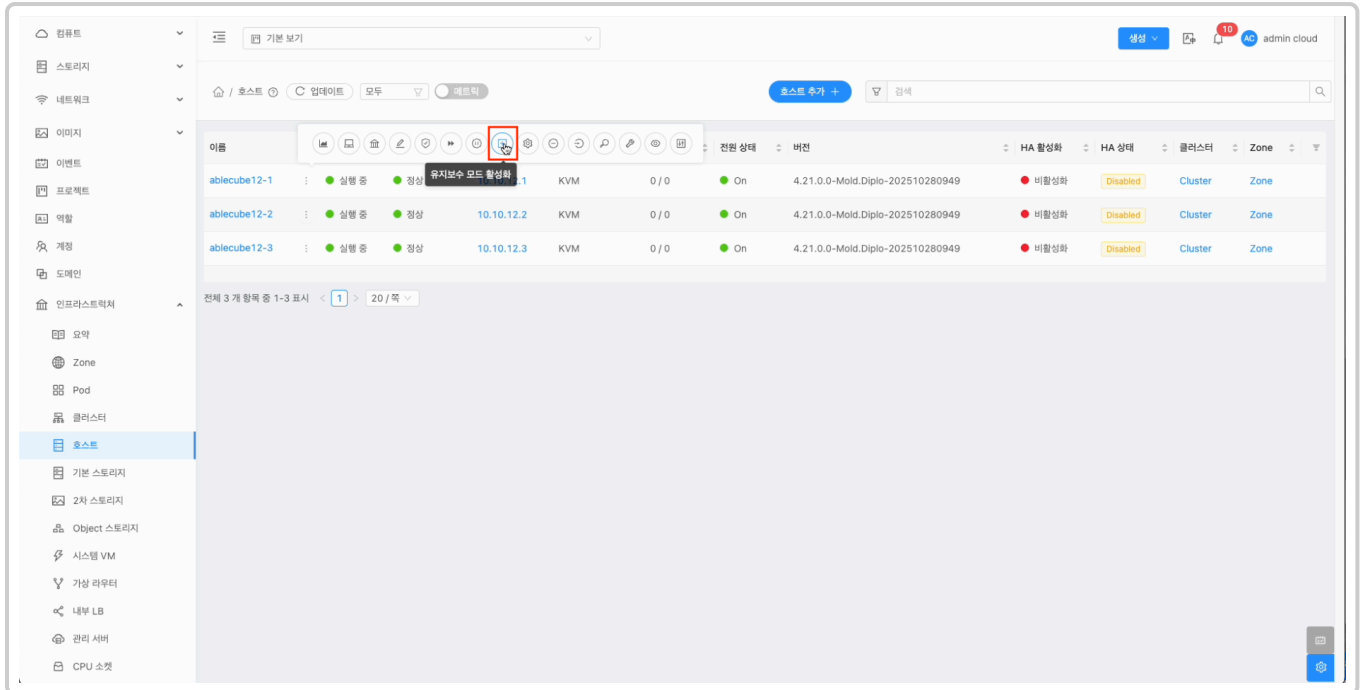 컴퓨트
스토리지
네트워크
이미지
이벤트
프로젝트
역할
계정
도메인
인프라스트럭쳐
요약
Zone
Pod
클러스터
호스트
기본 스토리지
2차 스토리지
Object 스토리지
시스템 VM
가상 라우터
내부 LB
관리 서버
CPU 소켓
기본 보기
생성
10
AC admin cloud
/ 호스트 업데이트 모두 메트릭
호스트 추가 +
검색
이름 전원 상태 버전 HA 활성화 HA 상태 클러스터 Zone
유지보수 모드 활성화
ablecube12-1 실행 중 정상 10.10.12.1 KVM 0 / 0 On 4.21.0.0-Mold.Diplo-202510280949 비활성화 Disabled Cluster Zone
ablecube12-2 실행 중 정상 10.10.12.2 KVM 0 / 0 On 4.21.0.0-Mold.Diplo-202510280949 비활성화 Disabled Cluster Zone
ablecube12-3 실행 중 정상 10.10.12.3 KVM 0 / 0 On 4.21.0.0-Mold.Diplo-202510280949 비활성화 Disabled Cluster Zone
전체 3 개 항목 중 1-3 표시 < 1 > 20 / 쪽